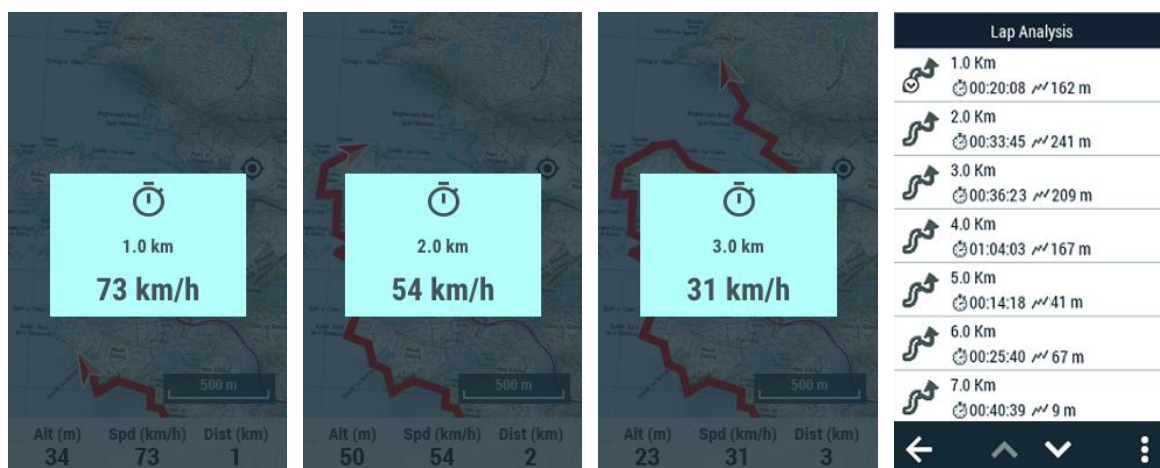 1.0 km
73 km/h
500 m
Alt (m) Spd (km/h) Dist (km)
34 73 1
2.0 km
54 km/h
500 m
Alt (m) Spd (km/h) Dist (km)
50 54 2
3.0 km
31 km/h
500 m
Alt (m) Spd (km/h) Dist (km)
23 31 3
Lap Analysis
1.0 Km
00:20:08 162 m
2.0 Km
00:33:45 241 m
3.0 Km
00:36:23 209 m
4.0 Km
01:04:03 167 m
5.0 Km
00:14:18 41 m
6.0 Km
00:25:40 67 m
7.0 Km
00:40:39 9 m